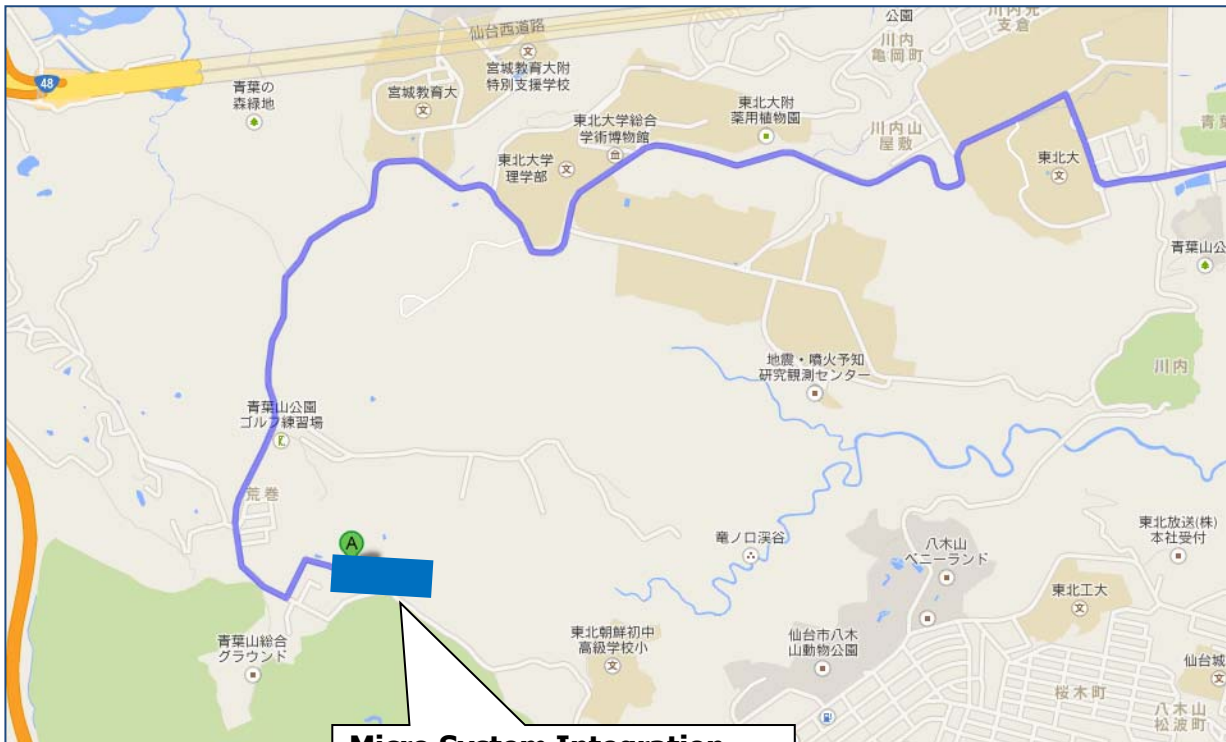 公園
川内元
支倉
川内
亀岡町
仙台西道路
48
青葉の
森緑地
宮城教育大
宮城教育大附
特別支援学校
東北大学総合
学術博物館
東北大附
薬用植物園
川内山
屋敷
東北大学
理学部
東北大
青葉山公
川内
地震・噴火予知
研究観測センター
青葉山公園
ゴルフ練習場
荒巻
A
竜ノ口渓谷
八木山
ベニーランド
東北放送(株)
本社受付
東北工大
青葉山総合
グラウンド
東北朝鮮初中
高級学校小
仙台市八木
山動物公園
仙台城
桜木町
八木山
松波町
Micro System Integration